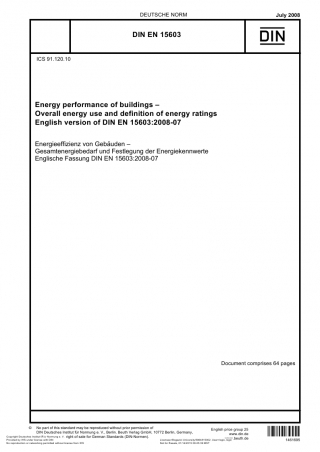 DEUTSCHE NORM
July 2008
DIN EN 15603
DIN
ICS 91.120.10
Energy performance of buildings –
Overall energy use and definition of energy ratings
English version of DIN EN 15603:2008-07
Energieeffizienz von Gebäuden –
Gesamtenergiebedarf und Festlegung der Energiekennwerte
Englische Fassung DIN EN 15603:2008-07
Document comprises 64 pages
© No part of this standard may be reproduced without prior permission of
DIN Deutsches Institut für Normung e. V., Berlin. Beuth Verlag GmbH, 10772 Berlin, Germany,
right of sale for German Standards (DIN-Normen).
English price group 23
www.din.de
beuth.de